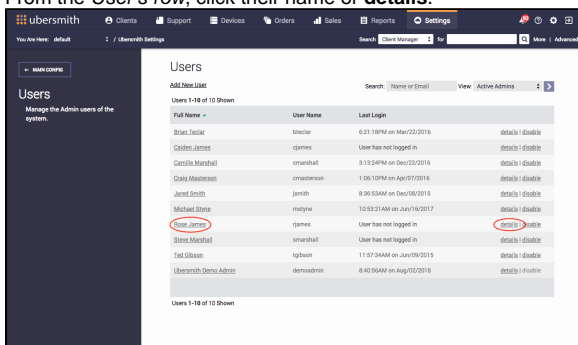 From the User's row, click their name or details.
ubersmith Clients Support Devices Orders Sales Reports Settings
You Are Here: default / Ubersmith Settings Search Client Manager for More | Advanced
← MAIN CONFIG
Users
Manage the Admin users of the
system.
Users
Add New User Search: Name or Email View: Active Admins
Users 1-10 of 10 Shown
Full Name User Name Last Login
Brian Teclar bteclar 6:21:18PM on Mar/22/2016 details | disable
Caiden James cjames User has not logged in details | disable
Camille Marshall cmarshall 3:13:24PM on Dec/22/2016 details | disable
Craig Masterson cmasterson 1:06:10PM on Apr/07/2016 details | disable
Jared Smith jsmith 8:36:53AM on Dec/08/2015 details | disable
Michael Styne mstyne 10:53:21AM on Jun/16/2017 details | disable
Rose James rjames User has not logged in details | disable
Steve Marshall smarshall User has not logged in details | disable
Ted Gibson tgibson 11:57:34AM on Jun/09/2015 details | disable
Ubersmith Demo Admin demoadmin 8:40:56AM on Aug/02/2018 details | disable
Users 1-10 of 10 Shown